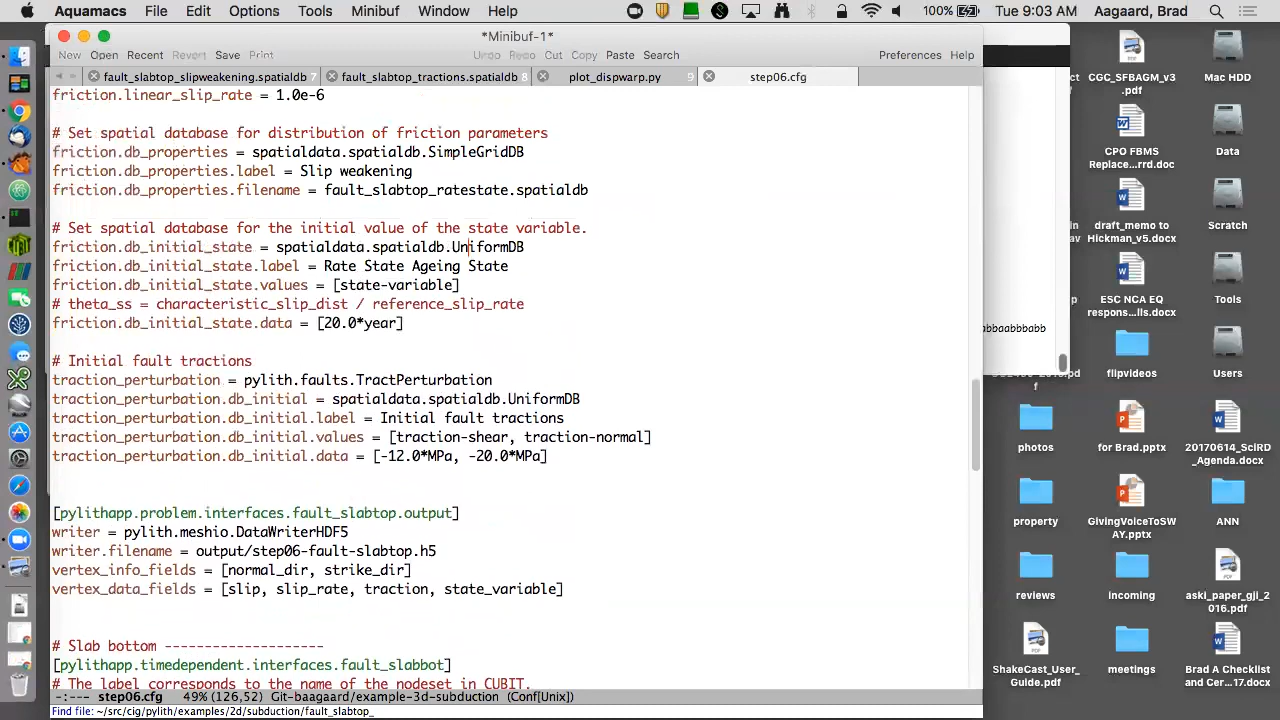 Aquamacs File Edit Options Tools Minibuf Window Help 100% Tue 9:03 AM Aagaard, Brad
*Minibuf-1*
New Open Recent Revert Save Print Undo Redo Cut Copy Paste Search Preferences Help
fault_slabtop_slipweakening.spatialdb 7 fault_slabtop_tractions.spatialdb 8 plot_dispwarp.py 9 step06.cfg
friction.linear_slip_rate = 1.0e-6
# Set spatial database for distribution of friction parameters
friction.db_properties = spatialdata.spatialdb.SimpleGridDB
friction.db_properties.label = Slip weakening
friction.db_properties.filename = fault_slabtop_ratestate.spatialdb
# Set spatial database for the initial value of the state variable.
friction.db_initial_state = spatialdata.spatialdb.UniformDB
friction.db_initial_state.label = Rate State Ageing State
friction.db_initial_state.values = [state-variable]
# theta_ss = characteristic_slip_dist / reference_slip_rate
friction.db_initial_state.data = [20.0*year]
# Initial fault tractions
traction_perturbation = pylith.faults.TractPerturbation
traction_perturbation.db_initial = spatialdata.spatialdb.UniformDB
traction_perturbation.db_initial.label = Initial fault tractions
traction_perturbation.db_initial.values = [traction-shear, traction-normal]
traction_perturbation.db_initial.data = [-12.0*MPa, -20.0*MPa]
[pylithapp.problem.interfaces.fault_slabtop.output]
writer = pylith.meshio.DataWriterHDF5
writer.filename = output/step06-fault-slabtop.h5
vertex_info_fields = [normal_dir, strike_dir]
vertex_data_fields = [slip, slip_rate, traction, state_variable]
# Slab bottom --------------------
[pylithapp.timedependent.interfaces.fault_slabbot]
# The label corresponds to the name of the nodeset in CUBIT.
-:--- step06.cfg 49% (126,52) Git-baagaard/example-3d-subduction (Conf[Unix])
Find file: ~/src/cig/pylith/examples/2d/subduction/fault_slabtop_
CGC_SFBAGM_v3
.pdf
Mac HDD
CPO FBMS
Replace...rrd.doc
Data
draft_memo to
Hickman_v5.docx
Scratch
ESC NCA EQ
respons...lls.docx
Tools
flipvideos
Users
photos
for Brad.pptx
20170614_SciRD
_Agenda.docx
property
GivingVoiceToSW
AY.pptx
ANN
reviews
incoming
aski_paper_gji_2
016.pdf
ShakeCast_User_
Guide.pdf
meetings
Brad A Checklist
and Cer...17.docx